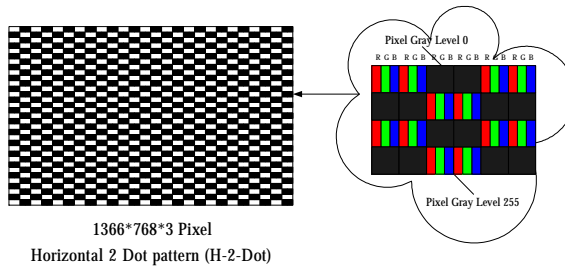 Pixel Gray Level 0
R G B R G B R G B R G B R G B R G B
Pixel Gray Level 255
1366*768*3 Pixel
Horizontal 2 Dot pattern (H-2-Dot)